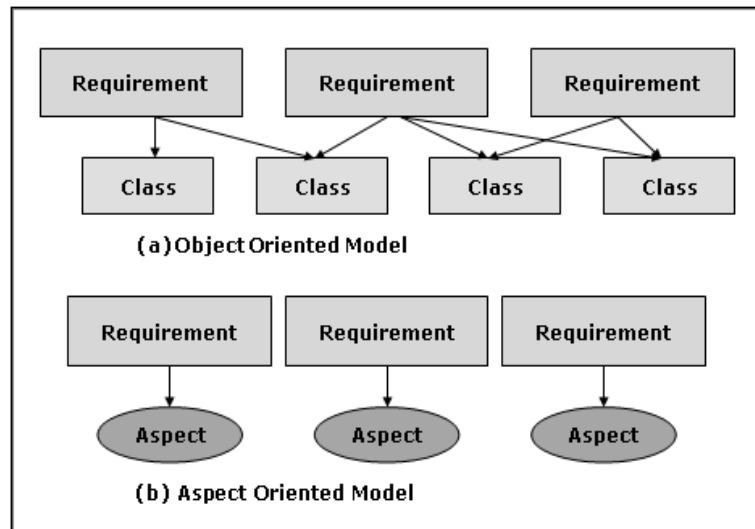 Requirement Requirement Requirement
Class Class Class Class
(a) Object Oriented Model
Requirement Requirement Requirement
Aspect Aspect Aspect
(b) Aspect Oriented Model